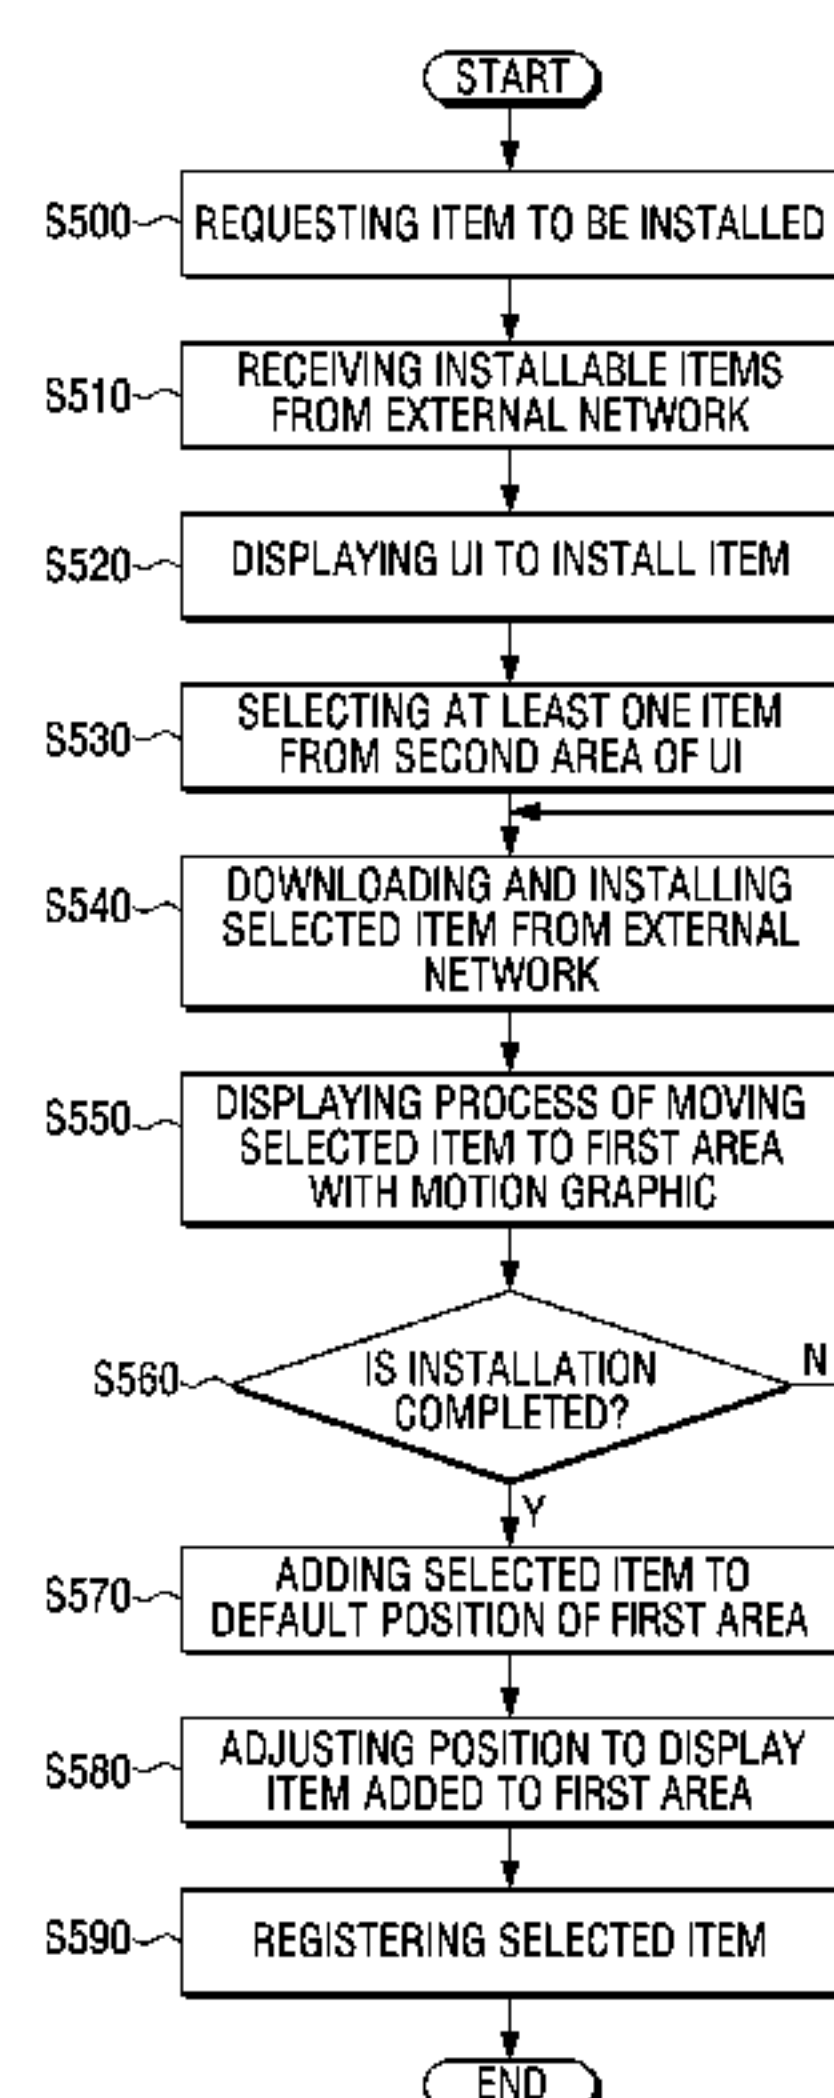 START
S500
REQUESTING ITEM TO BE INSTALLED
S510
RECEIVING INSTALLABLE ITEMS
FROM EXTERNAL NETWORK
S520
DISPLAYING UI TO INSTALL ITEM
S530
SELECTING AT LEAST ONE ITEM
FROM SECOND AREA OF UI
S540
DOWNLOADING AND INSTALLING
SELECTED ITEM FROM EXTERNAL
NETWORK
S550
DISPLAYING PROCESS OF MOVING
SELECTED ITEM TO FIRST AREA
WITH MOTION GRAPHIC
S560
IS INSTALLATION
COMPLETED?
N
Y
S570
ADDING SELECTED ITEM TO
DEFAULT POSITION OF FIRST AREA
S580
ADJUSTING POSITION TO DISPLAY
ITEM ADDED TO FIRST AREA
S590
REGISTERING SELECTED ITEM
END